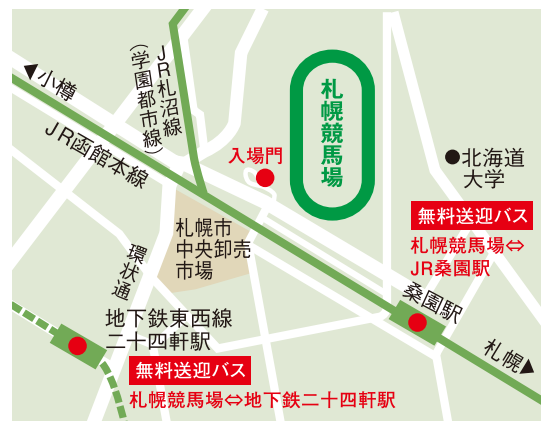 ◀小樽
JR札沼線
(学園都市線)
JR函館本線
札幌競馬場
入場門
●北海道
大学
無料送迎バス
札幌競馬場⇔
JR桑園駅
札幌市
中央卸売
市場
環状通
桑園駅
地下鉄東西線
二十四軒駅
札幌▶
無料送迎バス
札幌競馬場⇔地下鉄二十四軒駅